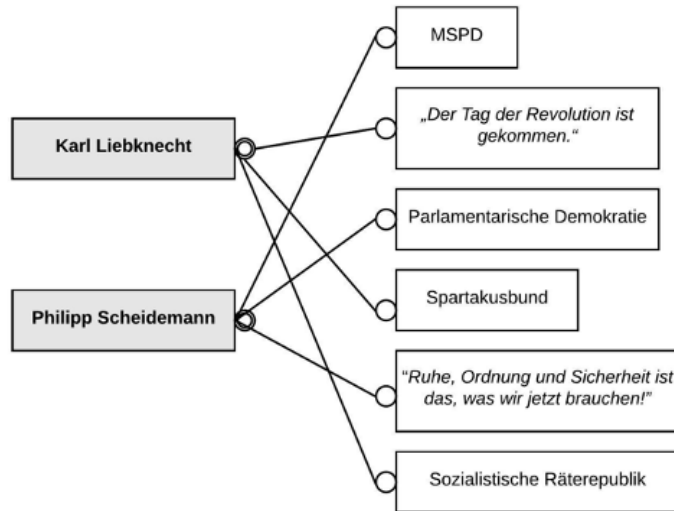 MSPD
Karl Liebknecht
„Der Tag der Revolution ist
gekommen.“
Parlamentarische Demokratie
Philipp Scheidemann
Spartakusbund
“Ruhe, Ordnung und Sicherheit ist
das, was wir jetzt brauchen!”
Sozialistische Räterepublik